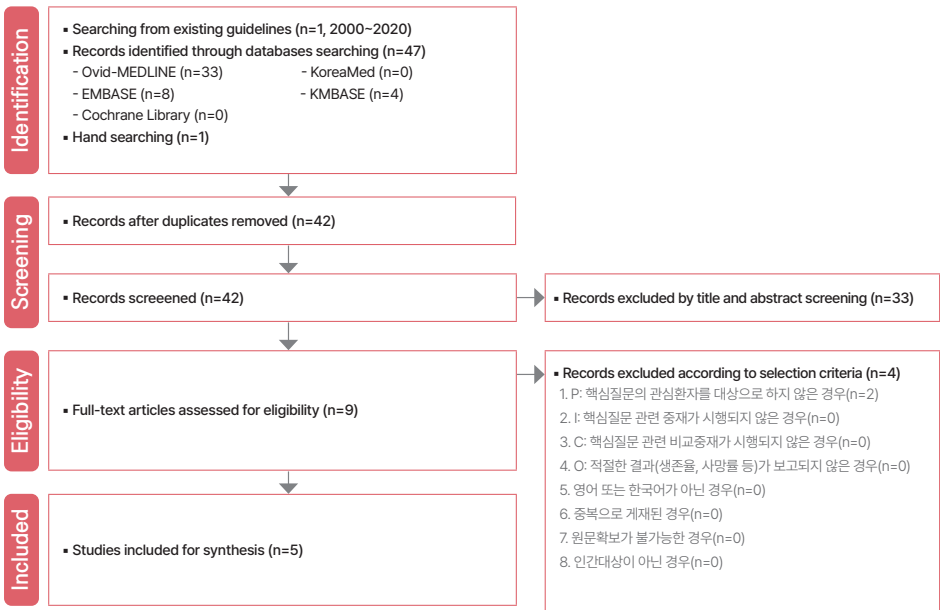 Identification
▪ Searching from existing guidelines (n=1, 2000~2020)
▪ Records identified through databases searching (n=47)
- Ovid-MEDLINE (n=33) - KoreaMed (n=0)
- EMBASE (n=8) - KMBASE (n=4)
- Cochrane Library (n=0)
▪ Hand searching (n=1)
Screening
▪ Records after duplicates removed (n=42)
▪ Records screeened (n=42)
▪ Records excluded by title and abstract screening (n=33)
Eligibility
▪ Full-text articles assessed for eligibility (n=9)
▪ Records excluded according to selection criteria (n=4)
1. P: 핵심질문의 관심환자를 대상으로 하지 않은 경우(n=2)
2. I: 핵심질문 관련 중재가 시행되지 않은 경우(n=0)
3. C: 핵심질문 관련 비교중재가 시행되지 않은 경우(n=0)
4. O: 적절한 결과(생존율, 사망률 등)가 보고되지 않은 경우(n=0)
5. 영어 또는 한국어가 아닌 경우(n=0)
6. 중복으로 게재된 경우(n=0)
7. 원문확보가 불가능한 경우(n=0)
8. 인간대상이 아닌 경우(n=0)
Included
▪ Studies included for synthesis (n=5)